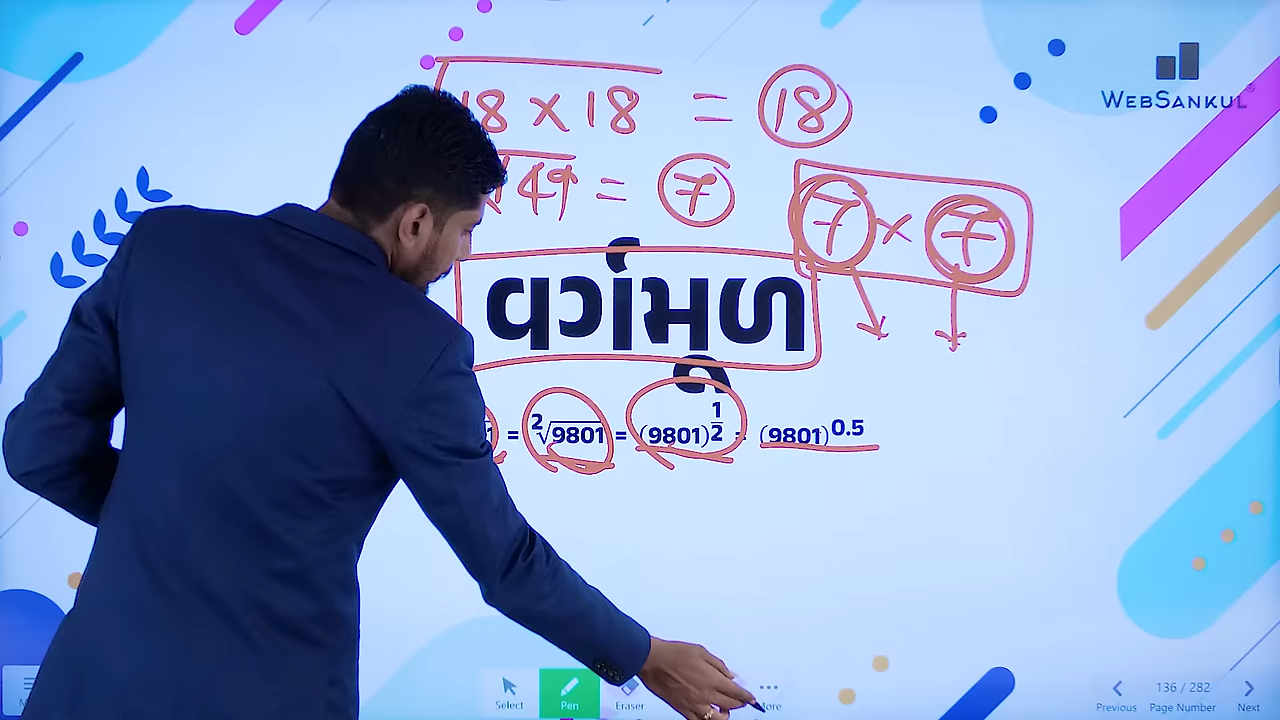 18 × 18 = 18
WEBSANKUL
√49 = 7
7 × 7
વર્ગમૂળ
= ²√9801 = (9801)^1/2 = (9801)^0.5
Select
Pen
Eraser
Previous
136 / 282
Page Number
Next